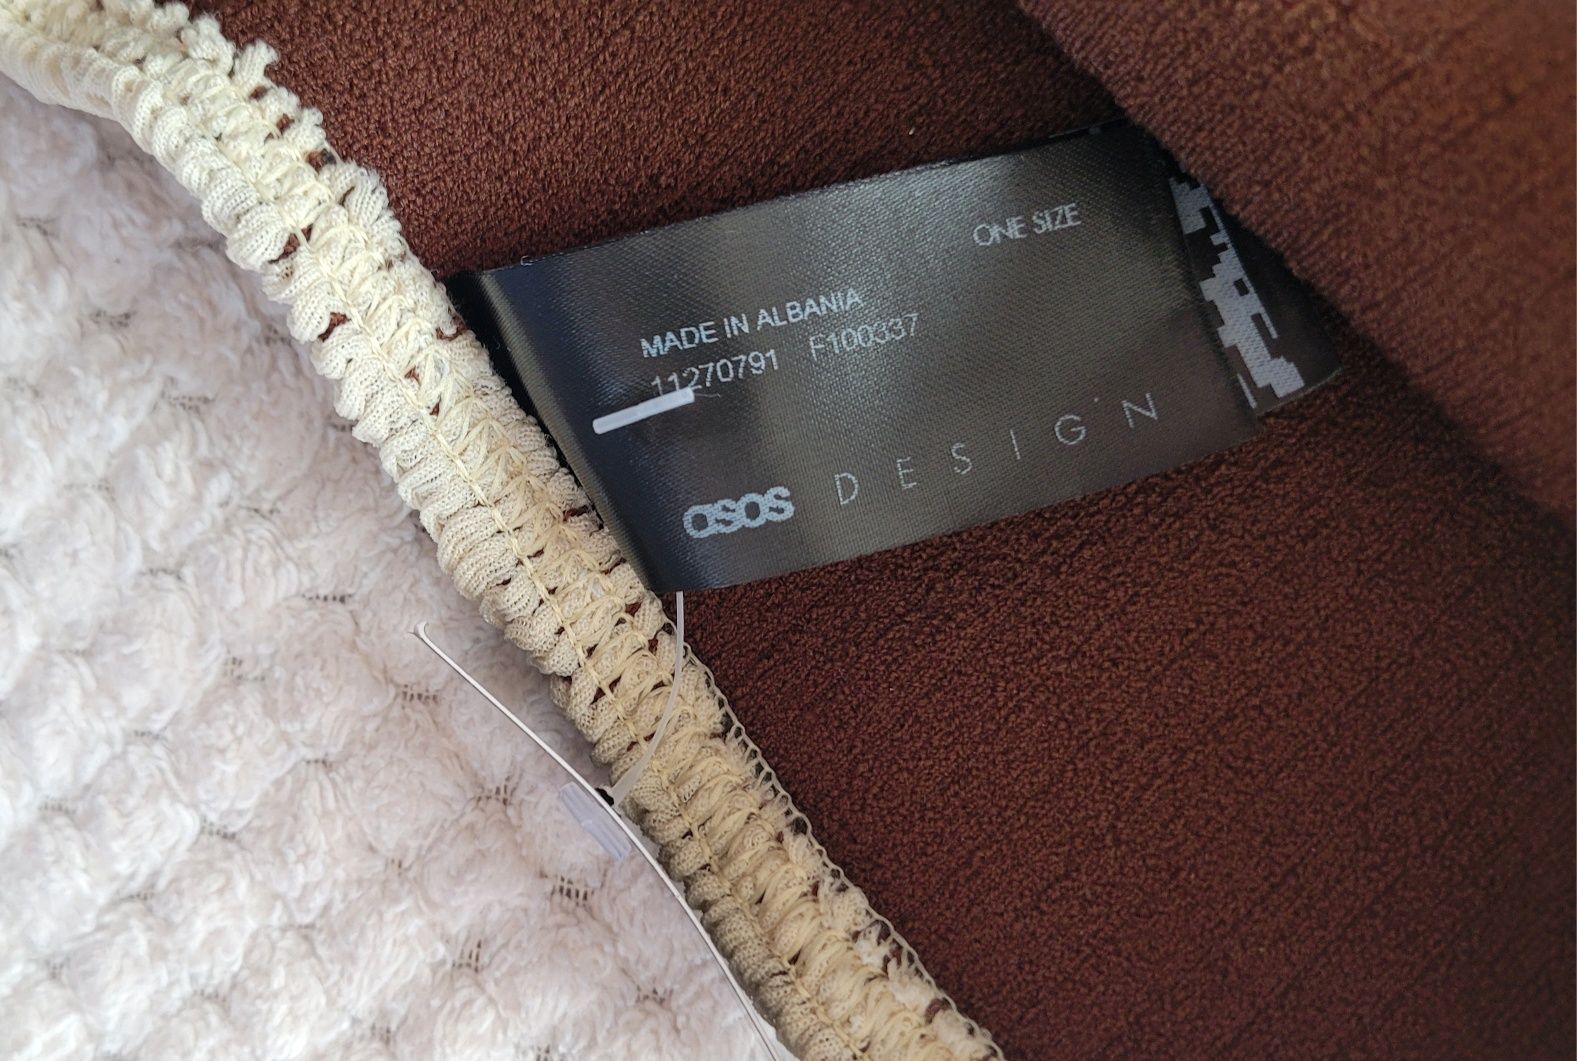 ONE SIZE
MADE IN ALBANIA
11270791 F100337
asos DESIGN